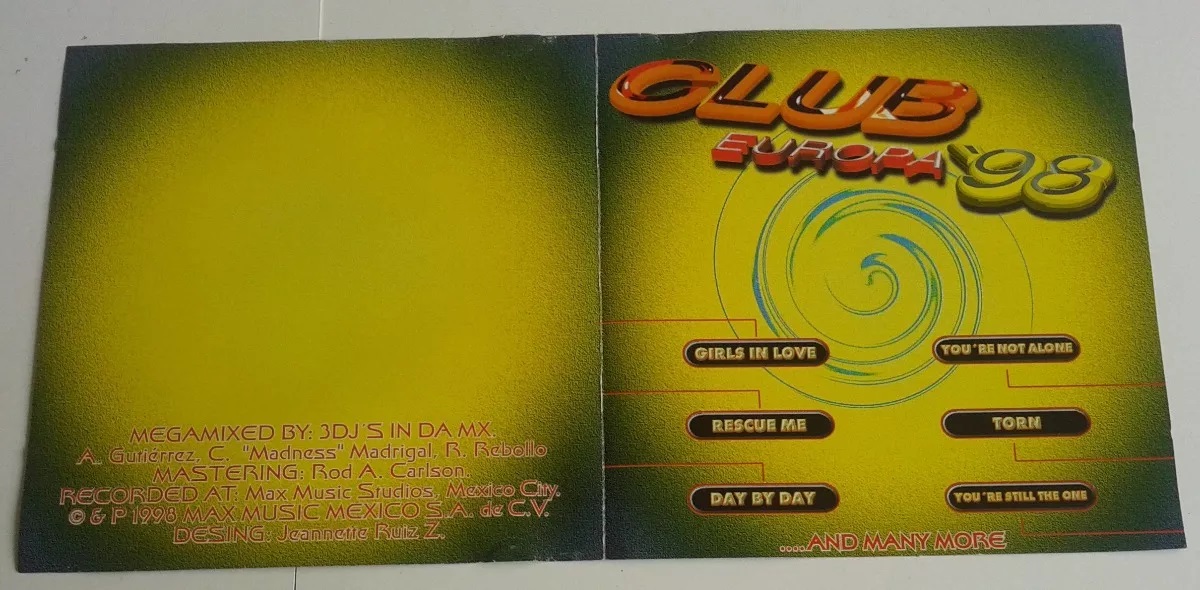 MEGAMIXED BY: 3DJ´S IN DA MX.
A. Gutiérrez, C. "Madness" Madrigal, R. Rebollo
MASTERING: Rod A. Carlson.
RECORDED AT: Max Music Studios, Mexico City.
© & P 1998 MAX MUSIC MEXICO S.A. de C.V.
DESING: Jeannette Ruiz Z.
CLUB
EUROPA '98
GIRLS IN LOVE
YOU´RE NOT ALONE
RESCUE ME
TORN
DAY BY DAY
YOU´RE STILL THE ONE
....AND MANY MORE